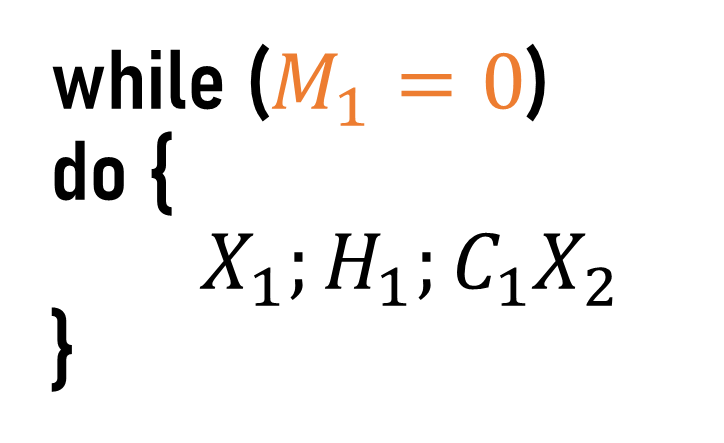 while (M₁ = 0)
do {
X₁; H₁; C₁X₂
}